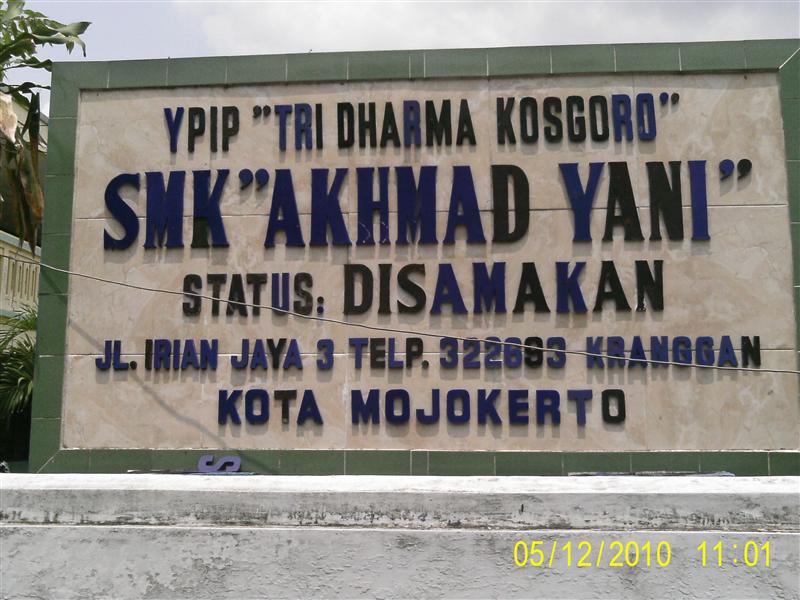 YPIP "TRI DHARMA KOSGORO"
SMK"AKHMAD YANI"
STATUS: DISAMAKAN
JL. IRIAN JAYA 3 TELP. 322693 KRANGGAN
KOTA MOJOKERTO
S
05/12/2010 11:01